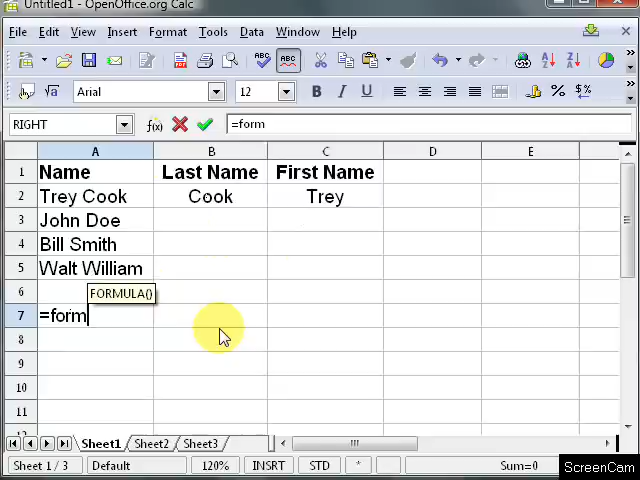 Untitled1 - OpenOffice.org Calc
File Edit View Insert Format Tools Data Window Help
Arial 12 B I U % $%
RIGHT f(x) =form
A B C D E
1 Name Last Name First Name
2 Trey Cook Cook Trey
3 John Doe
4 Bill Smith
5 Walt William
6 FORMULA()
7 =form
8
9
10
11
Sheet1 Sheet2 Sheet3
Sheet 1 / 3 Default 120% INSRT STD * Sum=0
ScreenCam